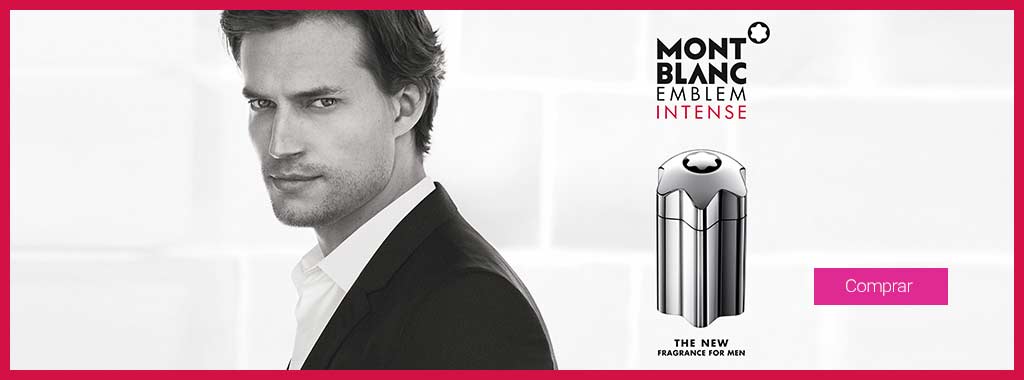 MONT
BLANC
EMBLEM
INTENSE
THE NEW
FRAGRANCE FOR MEN
Comprar